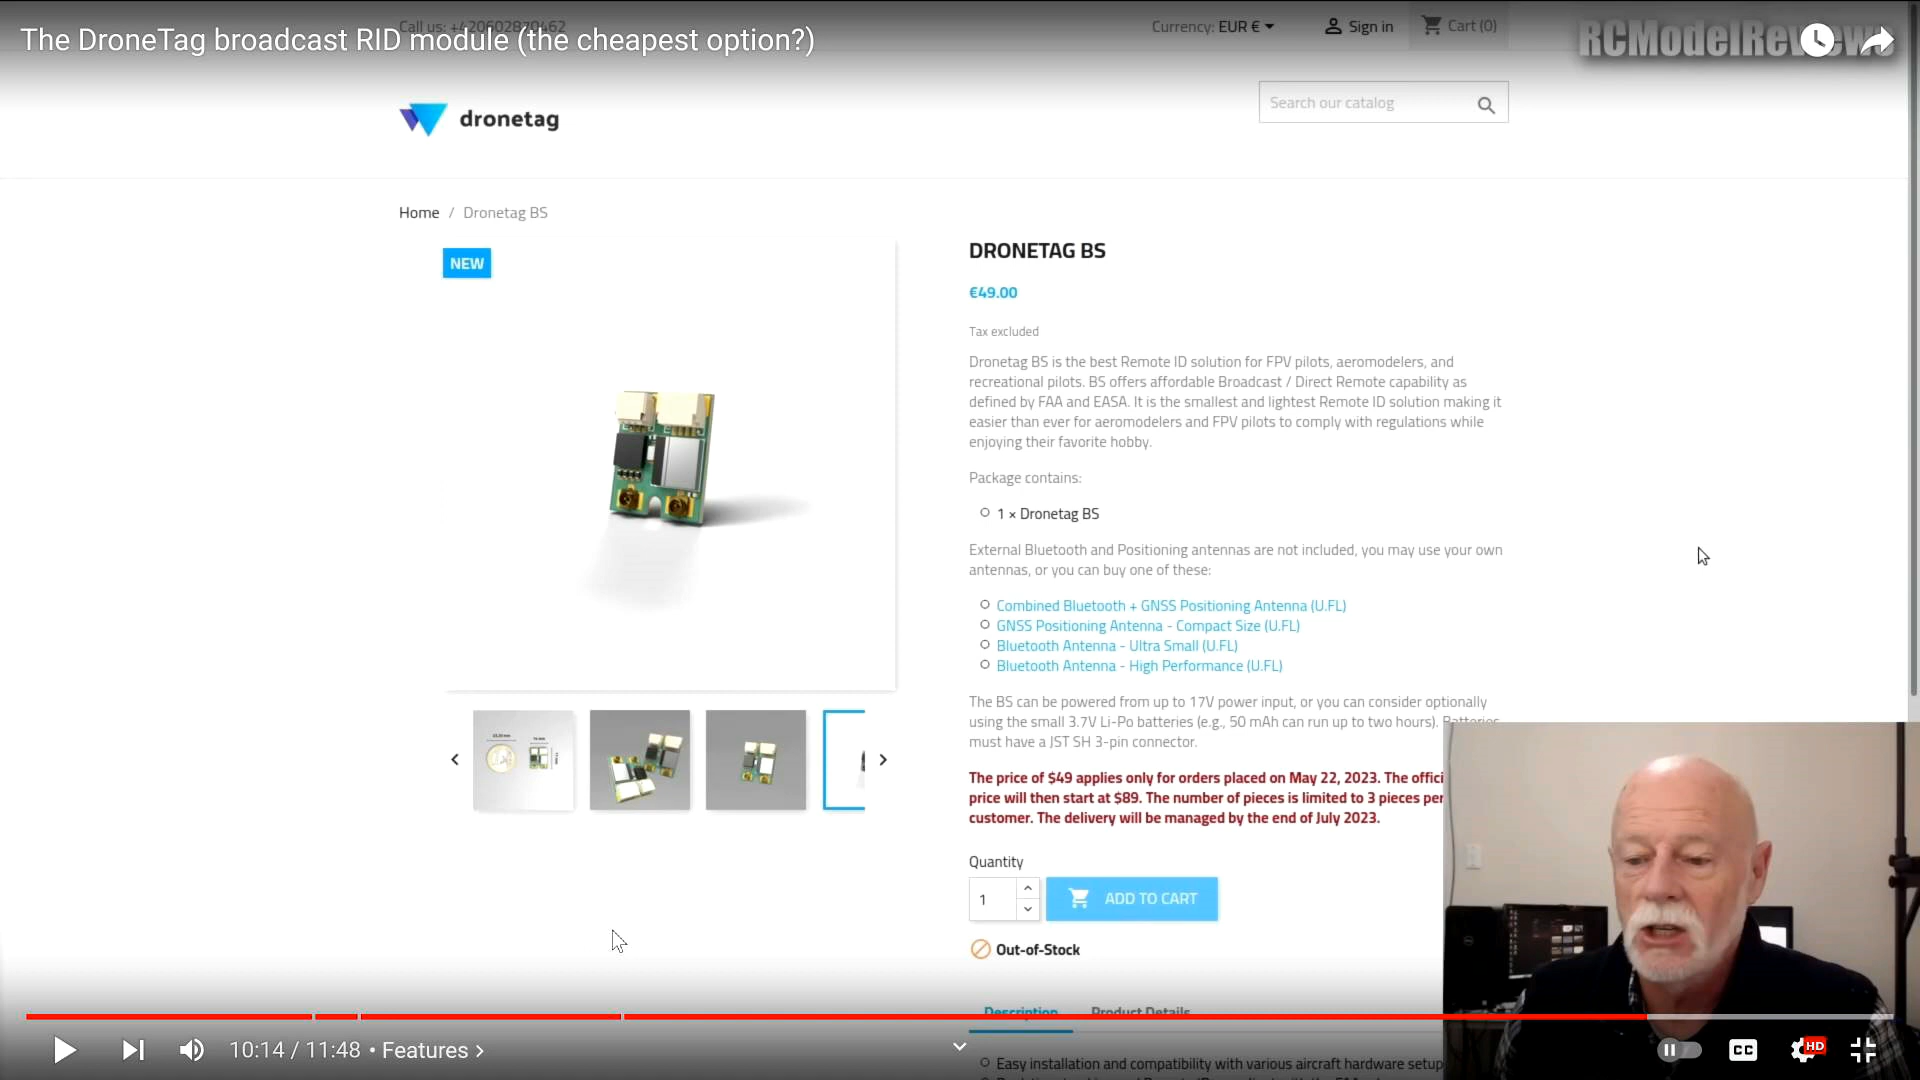 Call us: +420602870462
Currency: EUR €
Sign in
Cart (0)
RCModelReviews
The DroneTag broadcast RID module (the cheapest option?)
dronetag
Search our catalog
Home / Dronetag BS
NEW
DRONETAG BS
€49.00
Tax excluded
Dronetag BS is the best Remote ID solution for FPV pilots, aeromodelers, and
recreational pilots. BS offers affordable Broadcast / Direct Remote capability as
defined by FAA and EASA. It is the smallest and lightest Remote ID solution making it
easier than ever for aeromodelers and FPV pilots to comply with regulations while
enjoying their favorite hobby.
Package contains:
1 × Dronetag BS
External Bluetooth and Positioning antennas are not included, you may use your own
antennas, or you can buy one of these:
Combined Bluetooth + GNSS Positioning Antenna (U.FL)
GNSS Positioning Antenna - Compact Size (U.FL)
Bluetooth Antenna - Ultra Small (U.FL)
Bluetooth Antenna - High Performance (U.FL)
The BS can be powered from up to 17V power input, or you can consider optionally
using the small 3.7V Li-Po batteries (e.g., 50 mAh can run up to two hours). Batteries
must have a JST SH 3-pin connector.
The price of $49 applies only for orders placed on May 22, 2023. The offici
price will then start at $89. The number of pieces is limited to 3 pieces per
customer. The delivery will be managed by the end of July 2023.
Quantity
1
ADD TO CART
Out-of-Stock
Description
Product Details
10:14 / 11:48 • Features
CC
HD
Easy installation and compatibility with various aircraft hardware setup